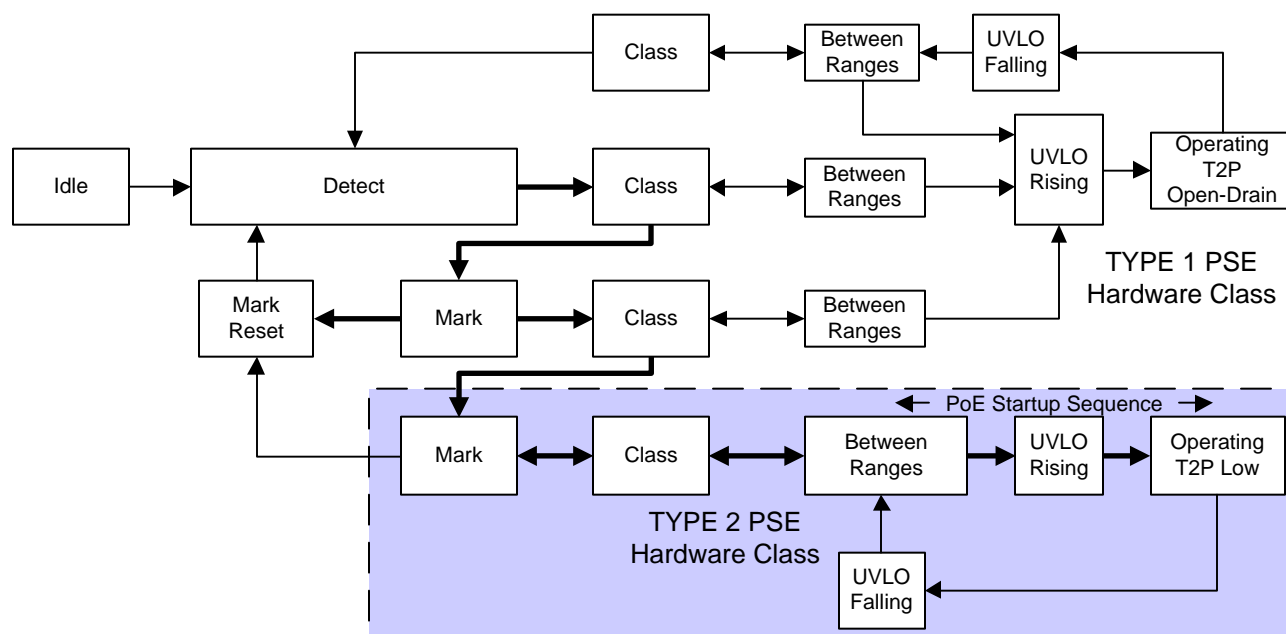 Class
Between
Ranges
UVLO
Falling
Idle
Detect
Class
Between
Ranges
UVLO
Rising
Operating
T2P
Open-Drain
TYPE 1 PSE
Hardware Class
Mark
Reset
Mark
Class
Between
Ranges
PoE Startup Sequence
Mark
Class
Between
Ranges
UVLO
Rising
Operating
T2P Low
TYPE 2 PSE
Hardware Class
UVLO
Falling